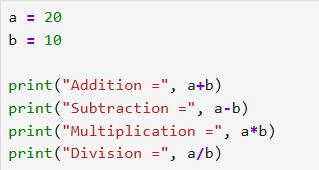 a = 20
b = 10
print("Addition =", a+b)
print("Subtraction =", a-b)
print("Multiplication =", a*b)
print("Division =", a/b)